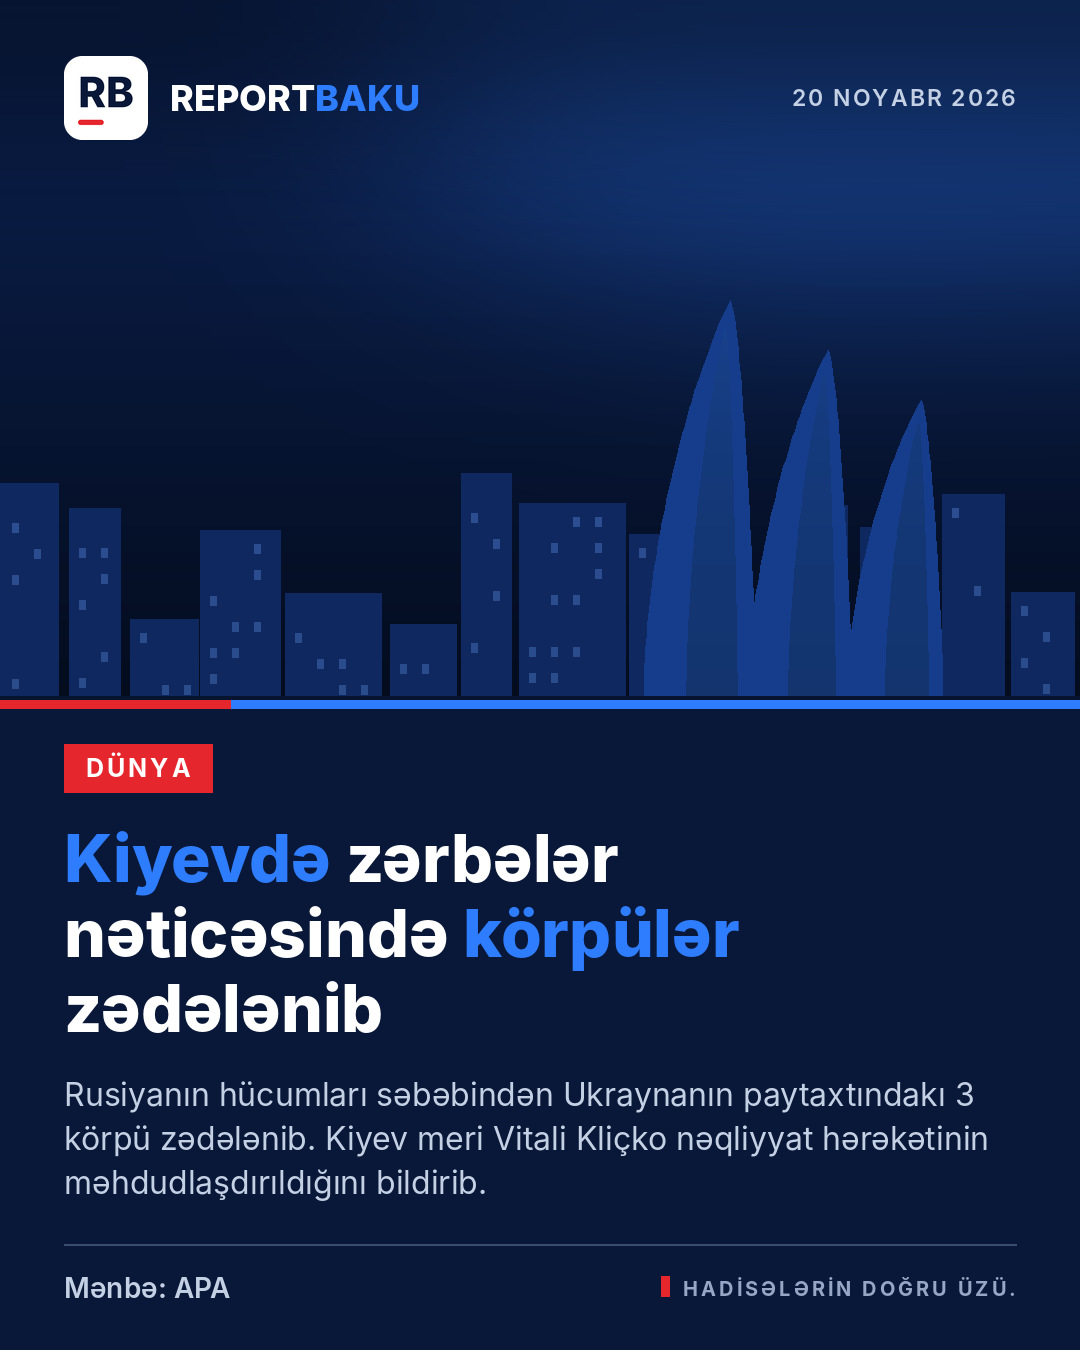 RB
REPORTBAKU
20 NOYABR 2026
DÜNYA
Kiyevdə zərbələr
nəticəsində körpülər
zədələnib
Rusiyanın hücumları səbəbindən Ukraynanın paytaxtındakı 3
körpü zədələnib. Kiyev meri Vitali Kliçko nəqliyyat hərəkətinin
məhdudlaşdırıldığını bildirib.
Mənbə: APA
HADİSƏLƏRİN DOĞRU ÜZÜ.